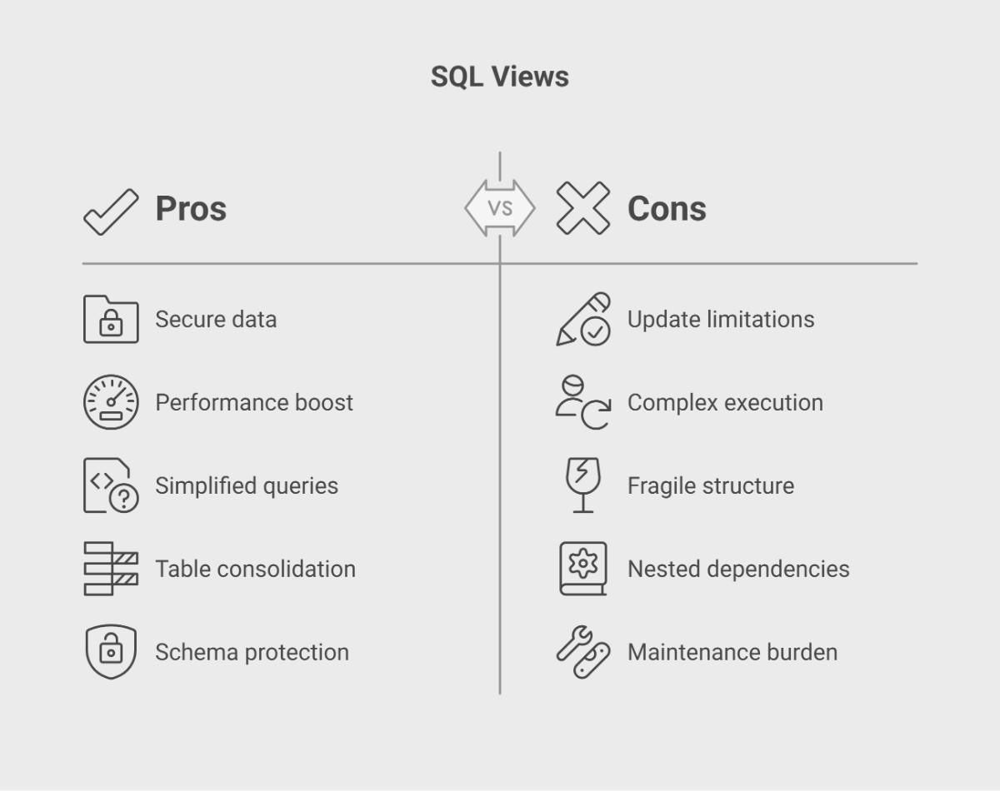 SQL Views
Pros
VS
Cons
Secure data
Update limitations
Performance boost
Complex execution
Simplified queries
Fragile structure
Table consolidation
Nested dependencies
Schema protection
Maintenance burden